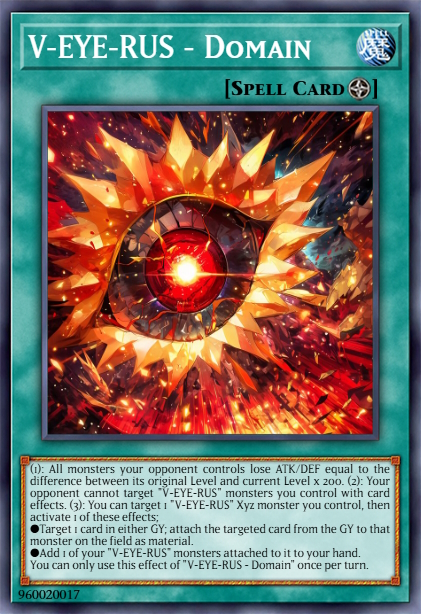 V-EYE-RUS - Domain
魔
[Spell Card]
(1): All monsters your opponent controls lose ATK/DEF equal to the
difference between its original Level and current Level x 200. (2): Your
opponent cannot target "V-EYE-RUS" monsters you control with card
effects. (3): You can target 1 "V-EYE-RUS" Xyz monster you control, then
activate 1 of these effects;
●Target 1 card in either GY; attach the targeted card from the GY to that
monster on the field as material.
●Add 1 of your "V-EYE-RUS" monsters attached to it to your hand.
You can only use this effect of "V-EYE-RUS - Domain" once per turn.
960020017